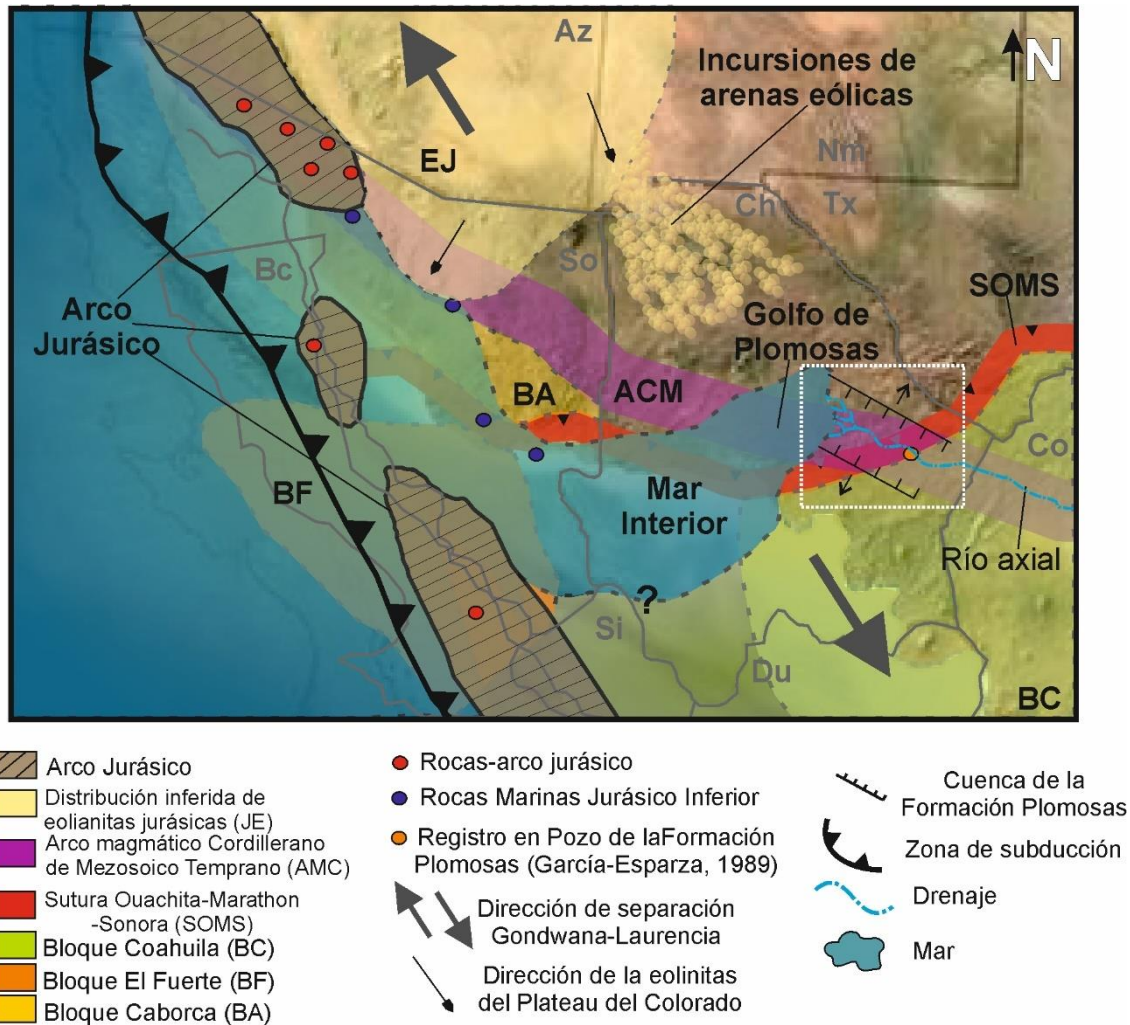 Az
N
Incursiones de
arenas eólicas
EJ
Nm
Ch
Tx
So
Bc
SOMS
Arco
Jurásico
Golfo de
Plomosas
BA
ACM
Co
BF
Mar
Interior
Río axial
?
Si
Du
BC
Arco Jurásico
Distribución inferida de
eolianitas jurásicas (JE)
Arco magmático Cordillerano
de Mezosoico Temprano (AMC)
Sutura Ouachita-Marathon
-Sonora (SOMS)
Bloque Coahuila (BC)
Bloque El Fuerte (BF)
Bloque Caborca (BA)
Rocas-arco jurásico
Rocas Marinas Jurásico Inferior
Registro en Pozo de laFormación
Plomosas (García-Esparza, 1989)
Dirección de separación
Gondwana-Laurencia
Dirección de la eolinitas
del Plateau del Colorado
Cuenca de la
Formación Plomosas
Zona de subducción
Drenaje
Mar